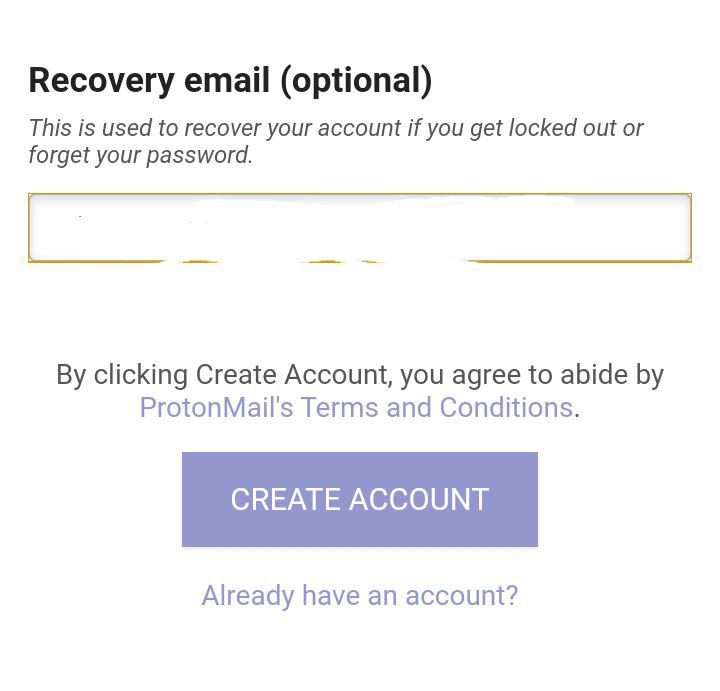 Recovery email (optional)
This is used to recover your account if you get locked out or
forget your password.
By clicking Create Account, you agree to abide by
ProtonMail's Terms and Conditions.
CREATE ACCOUNT
Already have an account?